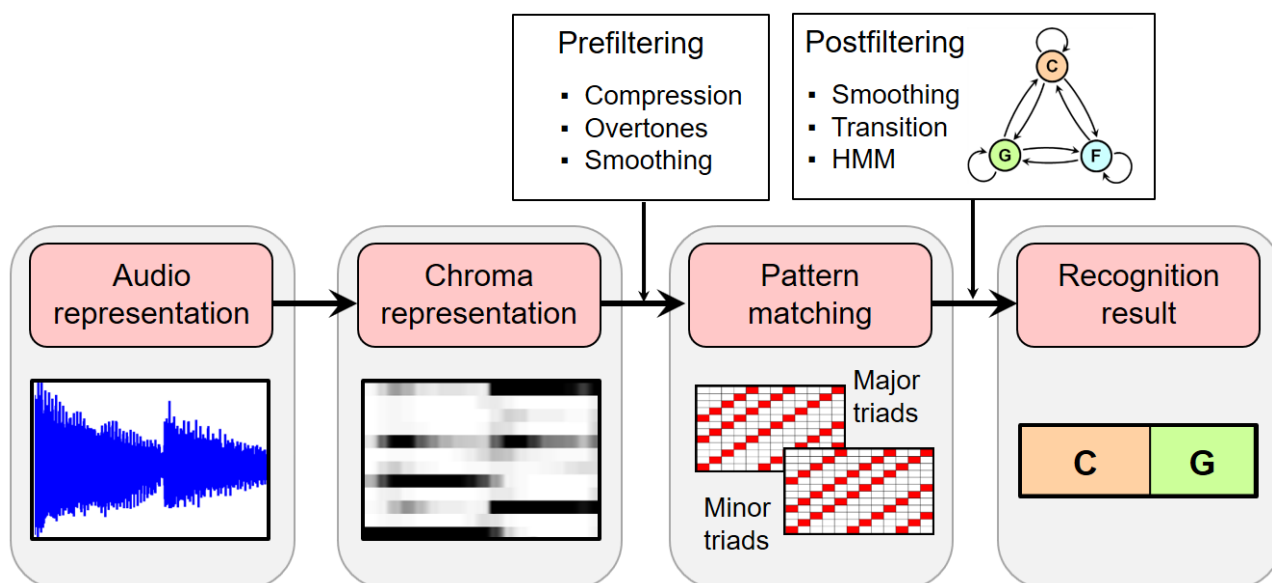 Prefiltering
▪ Compression
▪ Overtones
▪ Smoothing
Postfiltering
▪ Smoothing
▪ Transition
▪ HMM
C
G
F
Audio
representation
Chroma
representation
Pattern
matching
Recognition
result
Major
triads
Minor
triads
C
G